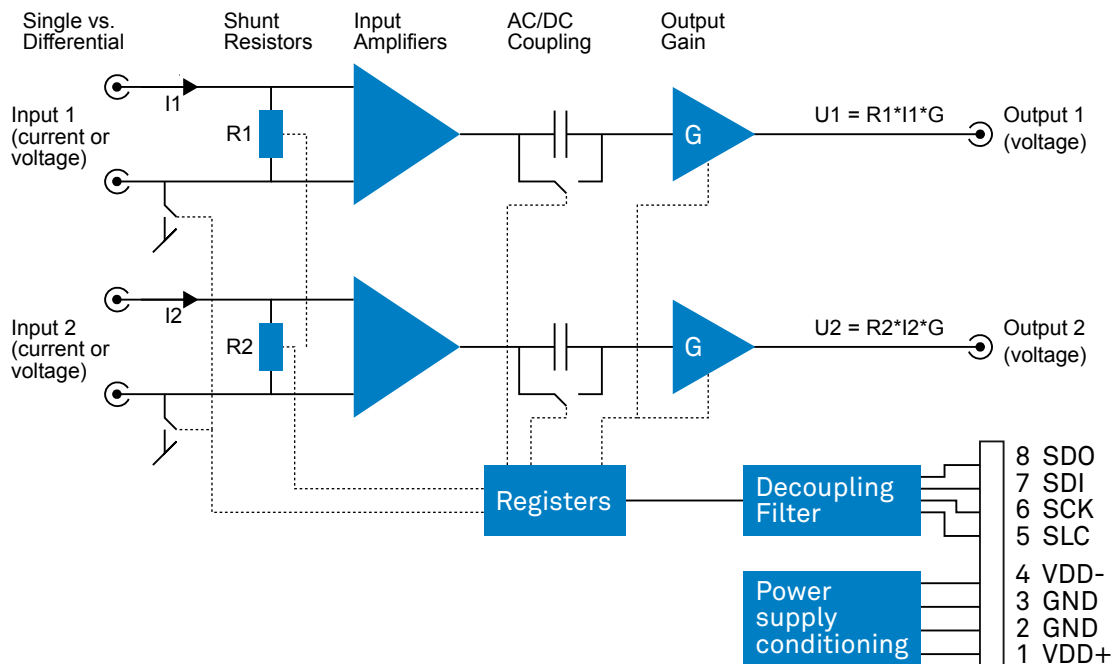 Single vs.
Differential
Shunt
Resistors
Input
Amplifiers
AC/DC
Coupling
Output
Gain
I1
Input 1
(current or
voltage)
R1
G
U1 = R1*I1*G
Output 1
(voltage)
I2
Input 2
(current or
voltage)
R2
G
U2 = R2*I2*G
Output 2
(voltage)
Registers
Decoupling
Filter
8 SDO
7 SDI
6 SCK
5 SLC
Power
supply
conditioning
4 VDD-
3 GND
2 GND
1 VDD+